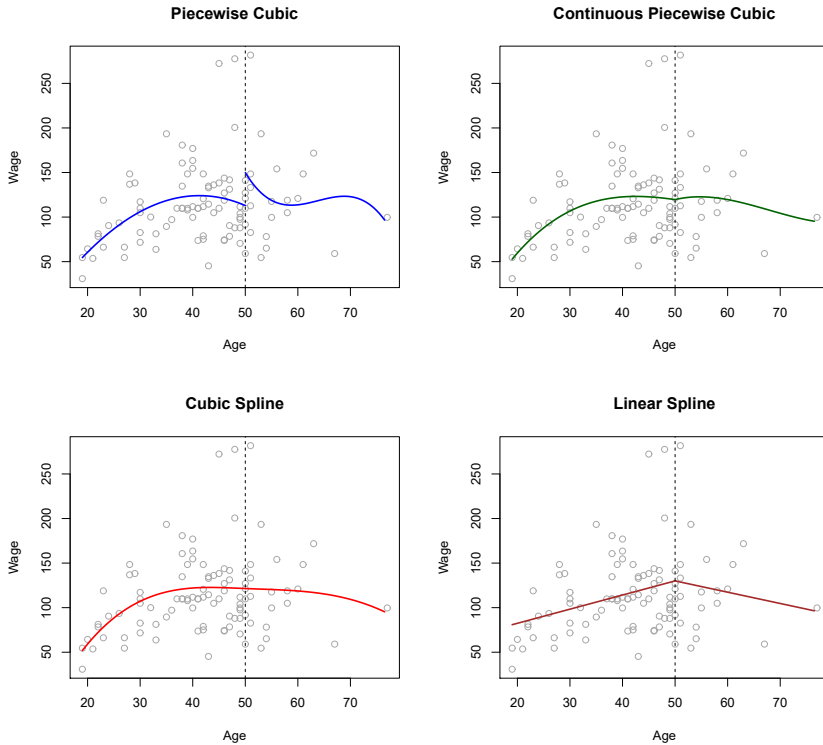 Piecewise Cubic
Continuous Piecewise Cubic
Wage
50 100 150 200 250
20 30 40 50 60 70
Age
Wage
50 100 150 200 250
20 30 40 50 60 70
Age
Cubic Spline
Linear Spline
Wage
50 100 150 200 250
20 30 40 50 60 70
Age
Wage
50 100 150 200 250
20 30 40 50 60 70
Age